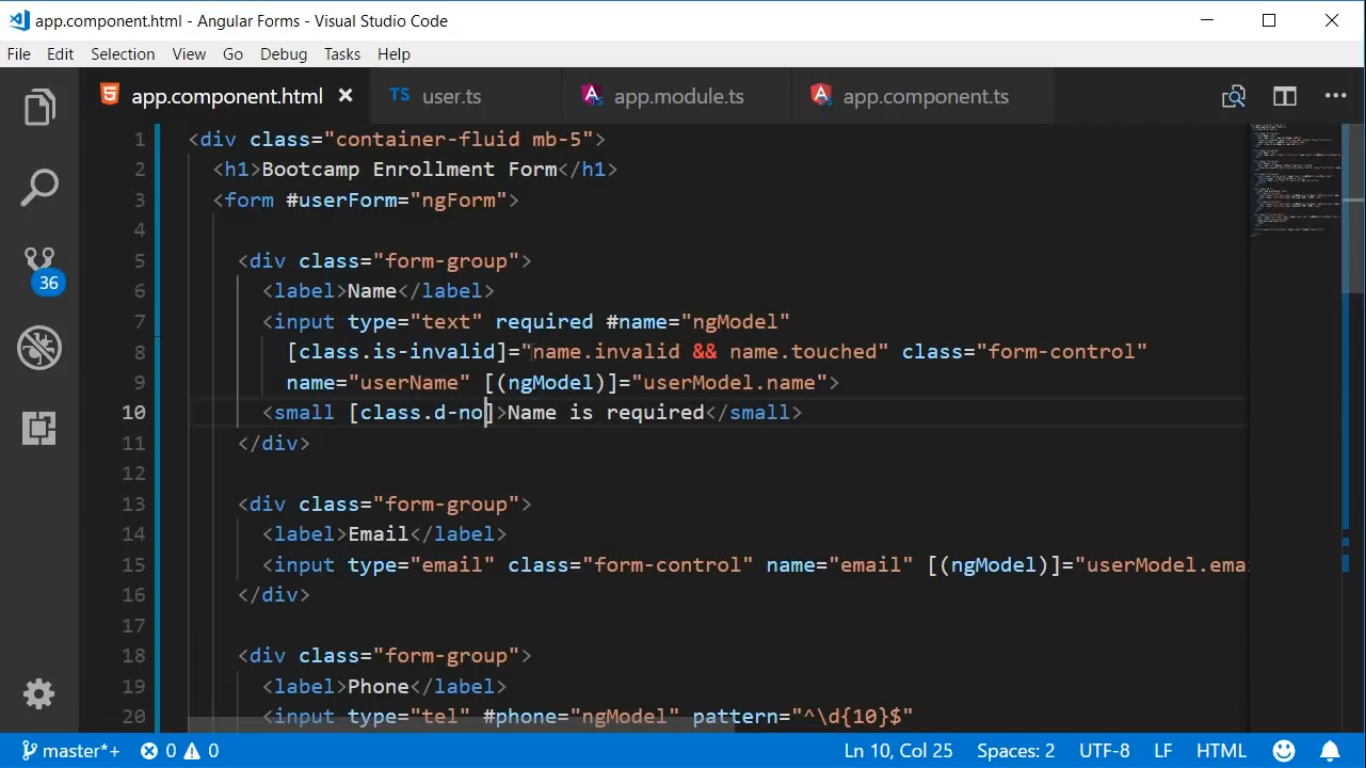 app.component.html - Angular Forms - Visual Studio Code
File Edit Selection View Go Debug Tasks Help
app.component.html TS user.ts app.module.ts app.component.ts
1 <div class="container-fluid mb-5">
2 <h1>Bootcamp Enrollment Form</h1>
3 <form #userForm="ngForm">
4
5 <div class="form-group">
6 <label>Name</label>
7 <input type="text" required #name="ngModel"
8 [class.is-invalid]="name.invalid && name.touched" class="form-control"
9 name="userName" [(ngModel)]="userModel.name">
10 <small [class.d-no]>Name is required</small>
11 </div>
12
13 <div class="form-group">
14 <label>Email</label>
15 <input type="email" class="form-control" name="email" [(ngModel)]="userModel.emai
16 </div>
17
18 <div class="form-group">
19 <label>Phone</label>
20 <input type="tel" #phone="ngModel" pattern="^\d{10}$"
36
master*+ 0 0 Ln 10, Col 25 Spaces: 2 UTF-8 LF HTML